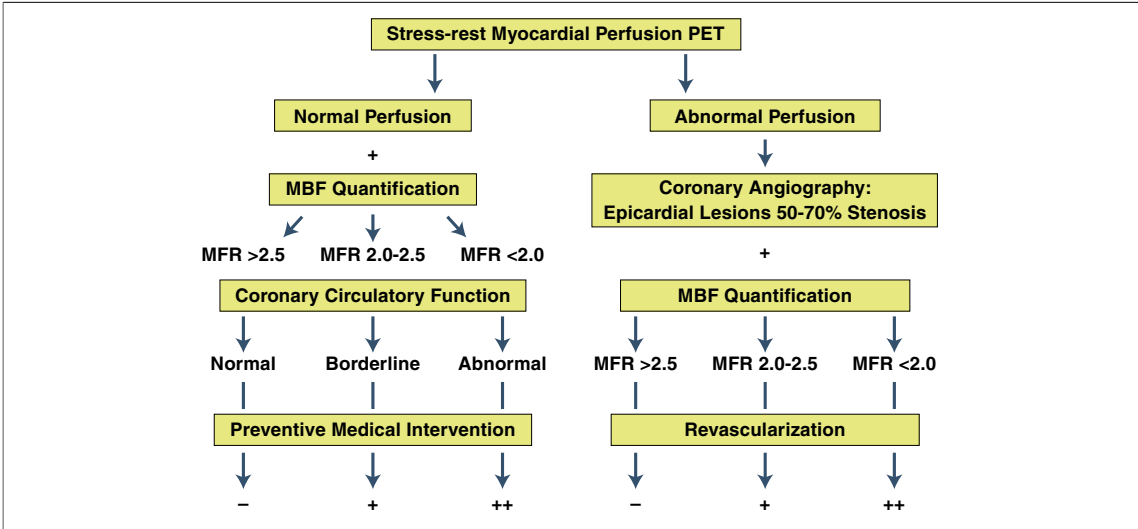 Stress-rest Myocardial Perfusion PET
Normal Perfusion
Abnormal Perfusion
+
MBF Quantification
Coronary Angiography:
Epicardial Lesions 50-70% Stenosis
MFR >2.5 MFR 2.0-2.5 MFR <2.0
+
Coronary Circulatory Function
MBF Quantification
Normal Borderline Abnormal
MFR >2.5 MFR 2.0-2.5 MFR <2.0
Preventive Medical Intervention
Revascularization
– + ++
– + ++